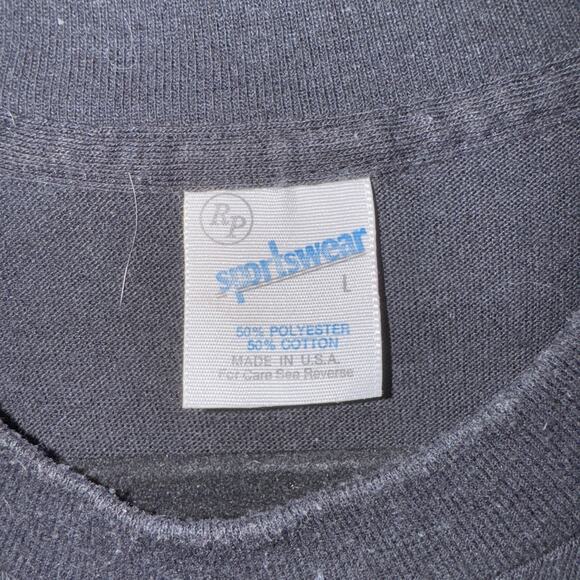 RP
sportswear
L
50% POLYESTER
50% COTTON
MADE IN U.S.A.
For Care See Reverse